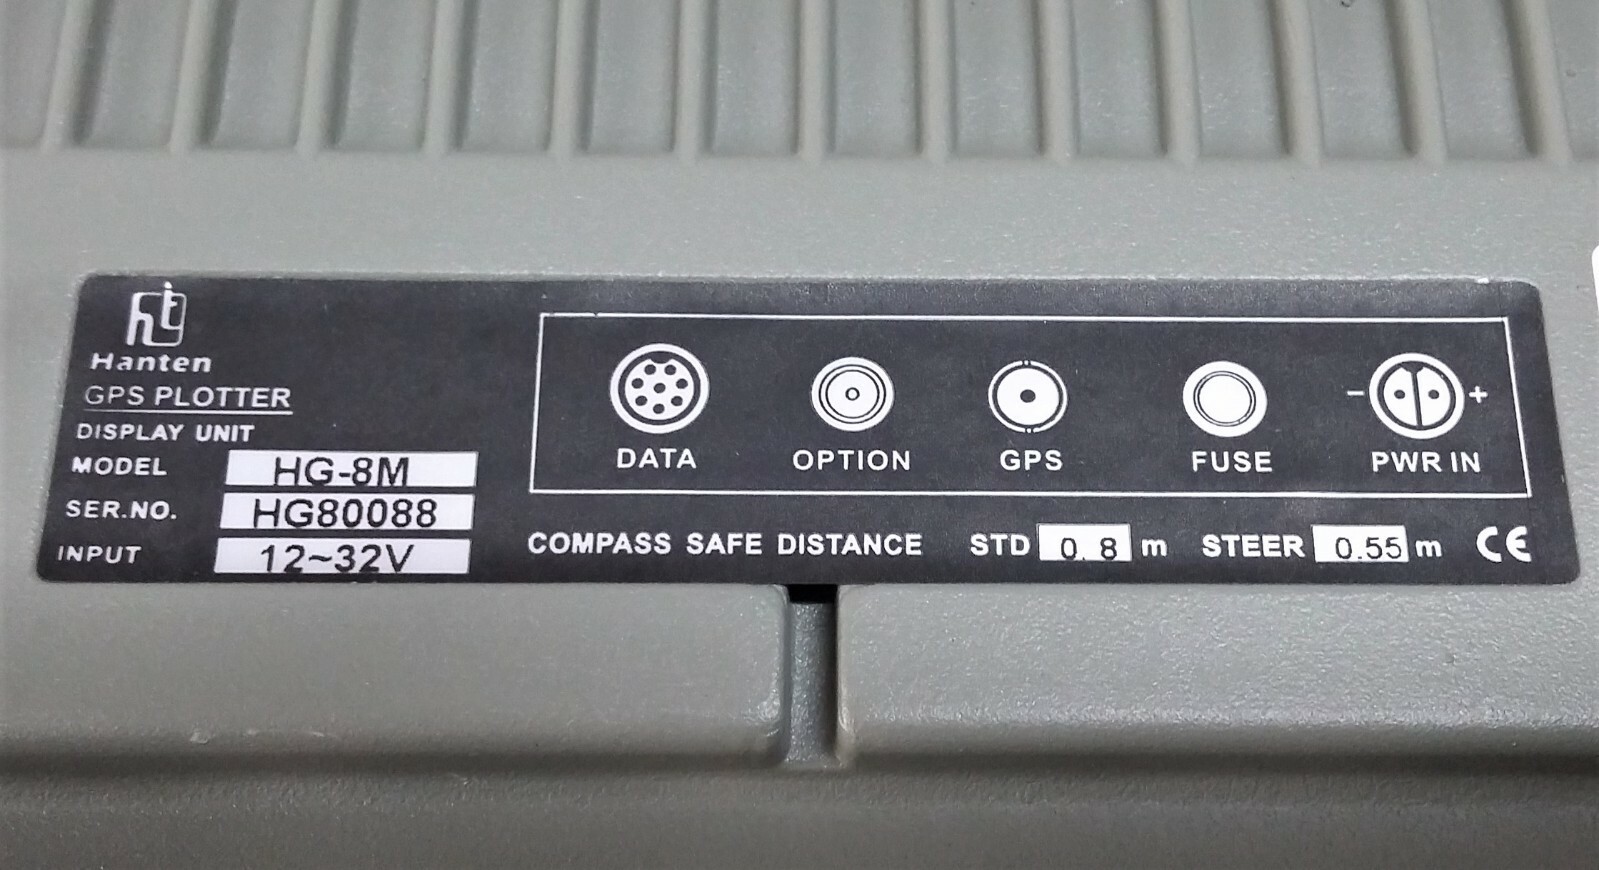 ht
Hanten
GPS PLOTTER
DISPLAY UNIT
MODEL HG-8M
SER.NO. HG80088
INPUT 12~32V
DATA OPTION GPS FUSE - + PWR IN
COMPASS SAFE DISTANCE STD 0.8 m STEER 0.55 m CE